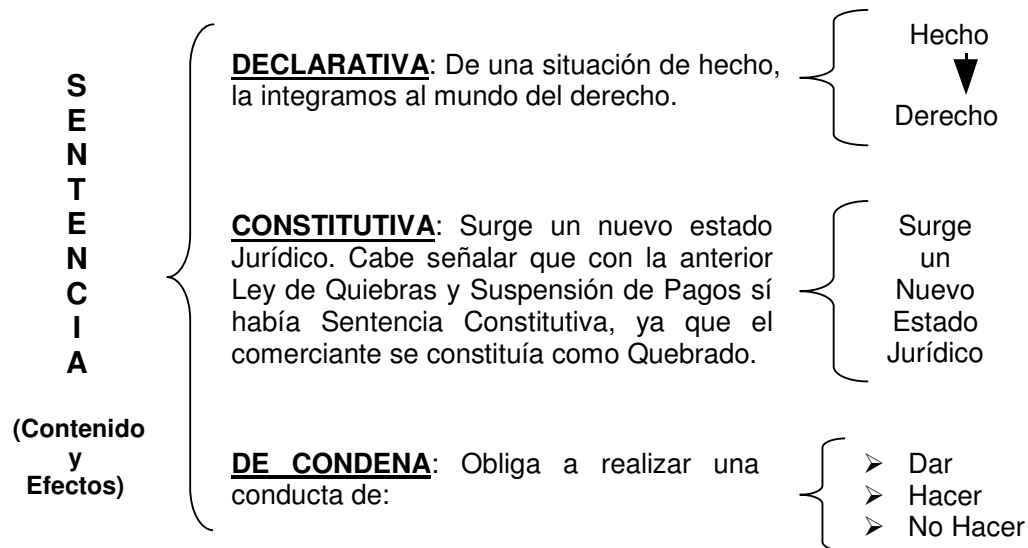 S
E
N
T
E
N
C
I
A
(Contenido
y
Efectos)
DECLARATIVA: De una situación de hecho,
la integramos al mundo del derecho.
Hecho
Derecho
CONSTITUTIVA: Surge un nuevo estado
Jurídico. Cabe señalar que con la anterior
Ley de Quiebras y Suspensión de Pagos sí
había Sentencia Constitutiva, ya que el
comerciante se constituía como Quebrado.
Surge
un
Nuevo
Estado
Jurídico
DE CONDENA: Obliga a realizar una
conducta de:
➢ Dar
➢ Hacer
➢ No Hacer